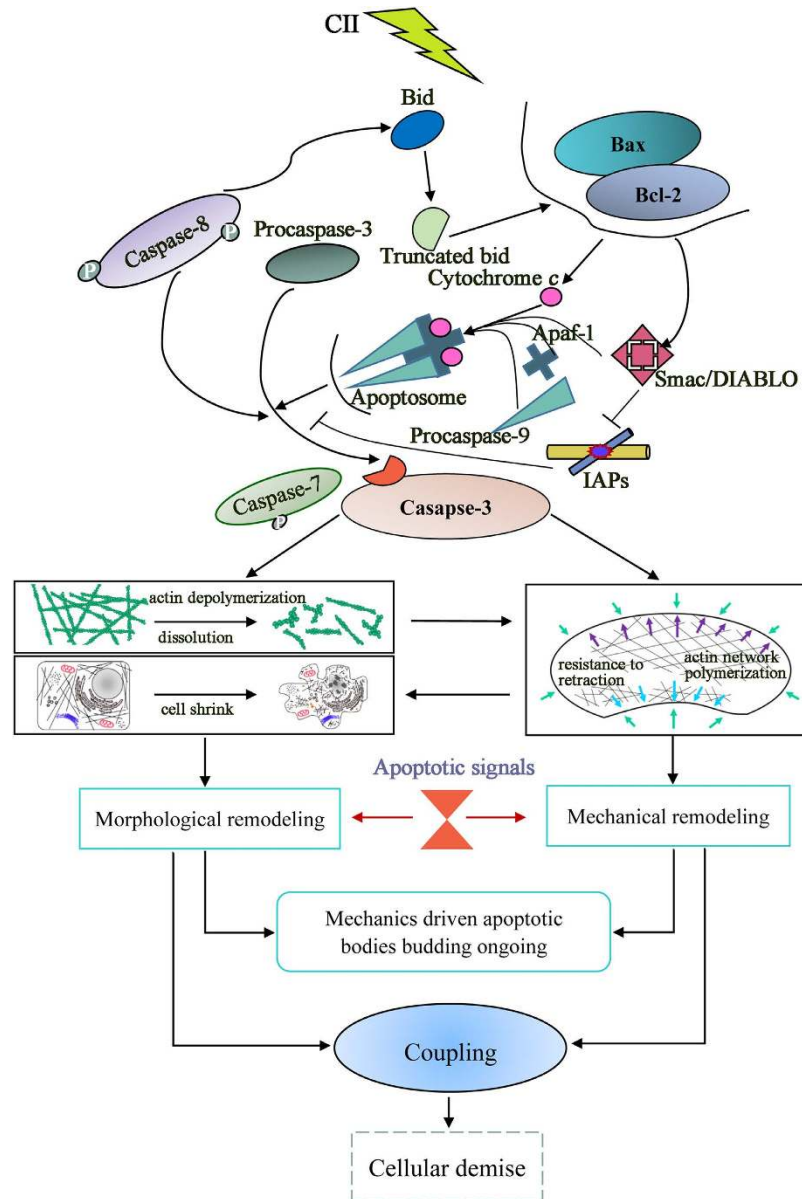 CII
Bid
Bax
Bcl-2
Caspase-8
P
P
Procaspase-3
Truncated bid
Cytochrome c
Apaf-1
Smac/DIABLO
Apoptosome
Procaspase-9
IAPs
Caspase-7
P
Casapse-3
actin depolymerization
dissolution
cell shrink
resistance to
retraction
actin network
polymerization
Apoptotic signals
Morphological remodeling
Mechanical remodeling
Mechanics driven apoptotic
bodies budding ongoing
Coupling
Cellular demise